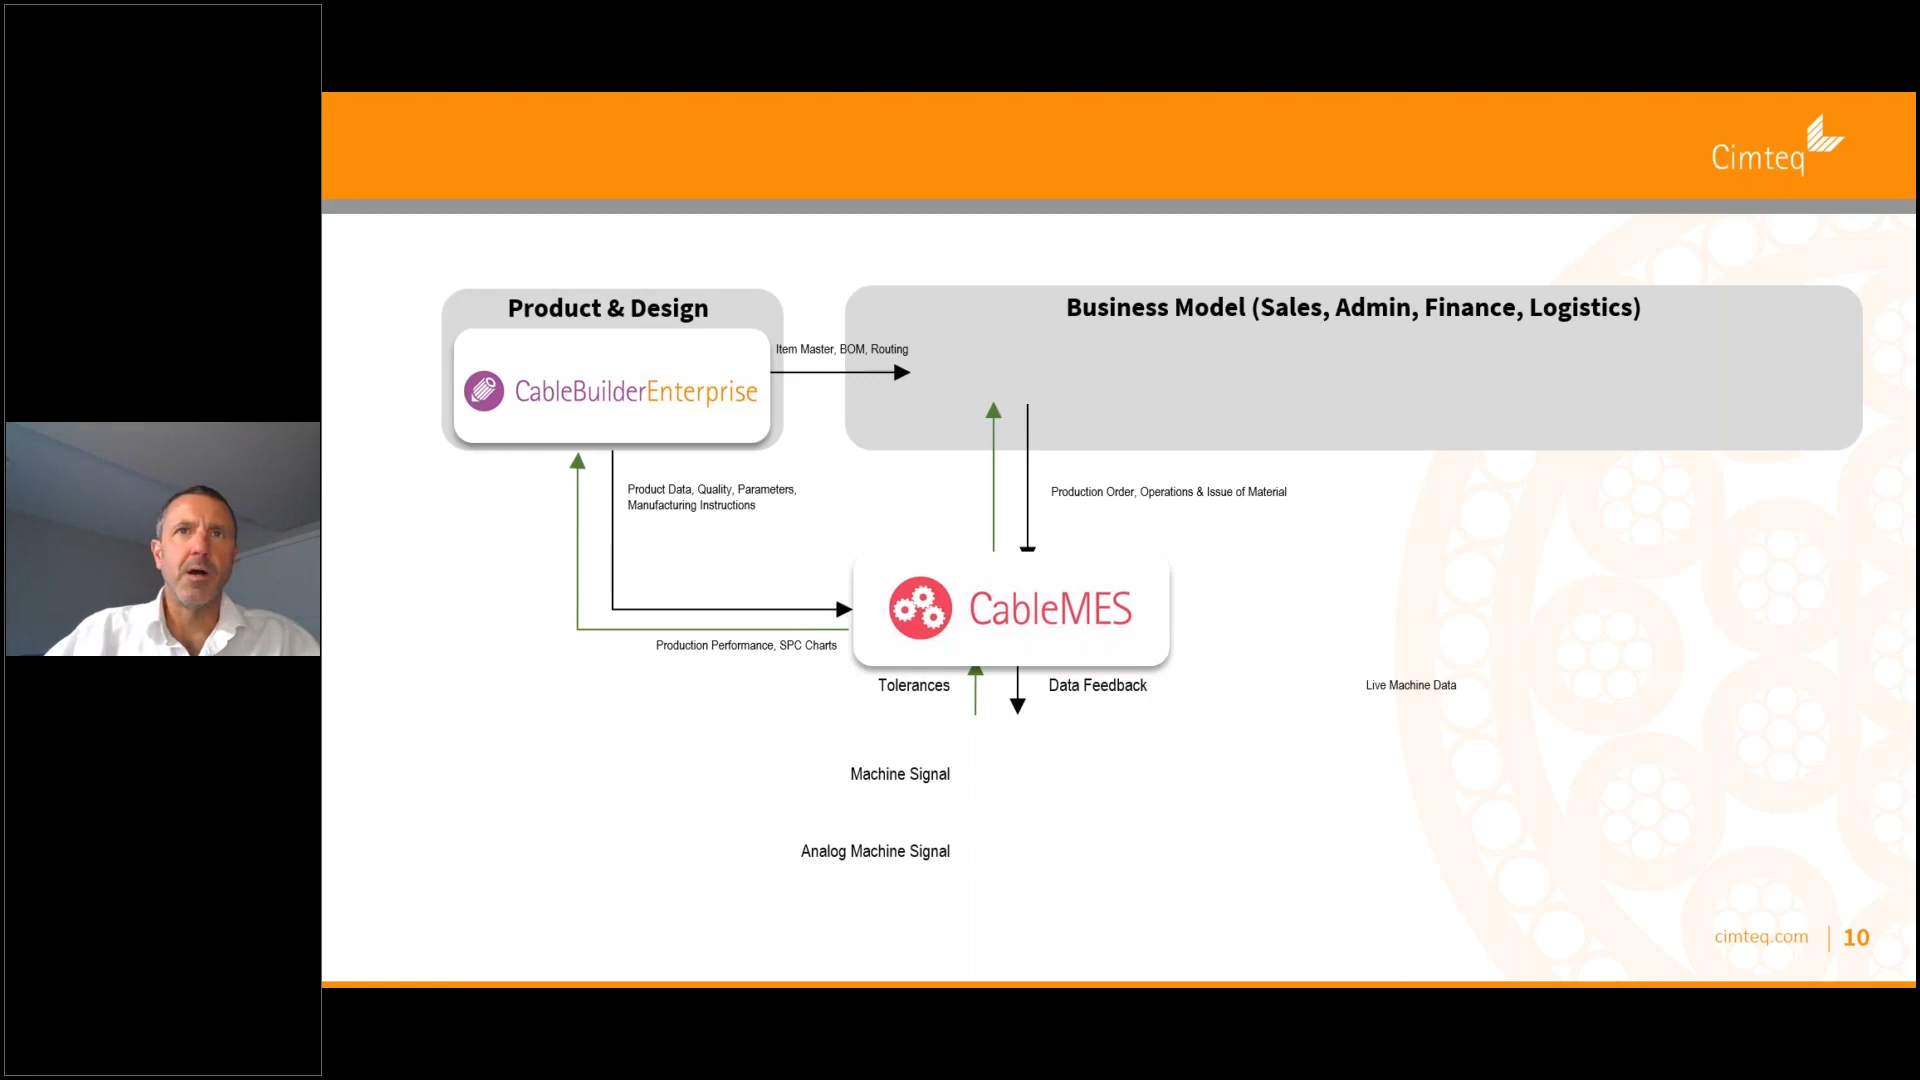 Cimteq
Product & Design
Business Model (Sales, Admin, Finance, Logistics)
Item Master, BOM, Routing
CableBuilderEnterprise
Product Data, Quality, Parameters,
Manufacturing Instructions
Production Order, Operations & Issue of Material
CableMES
Production Performance, SPC Charts
Tolerances
Data Feedback
Live Machine Data
Machine Signal
Analog Machine Signal
cimteq.com
10